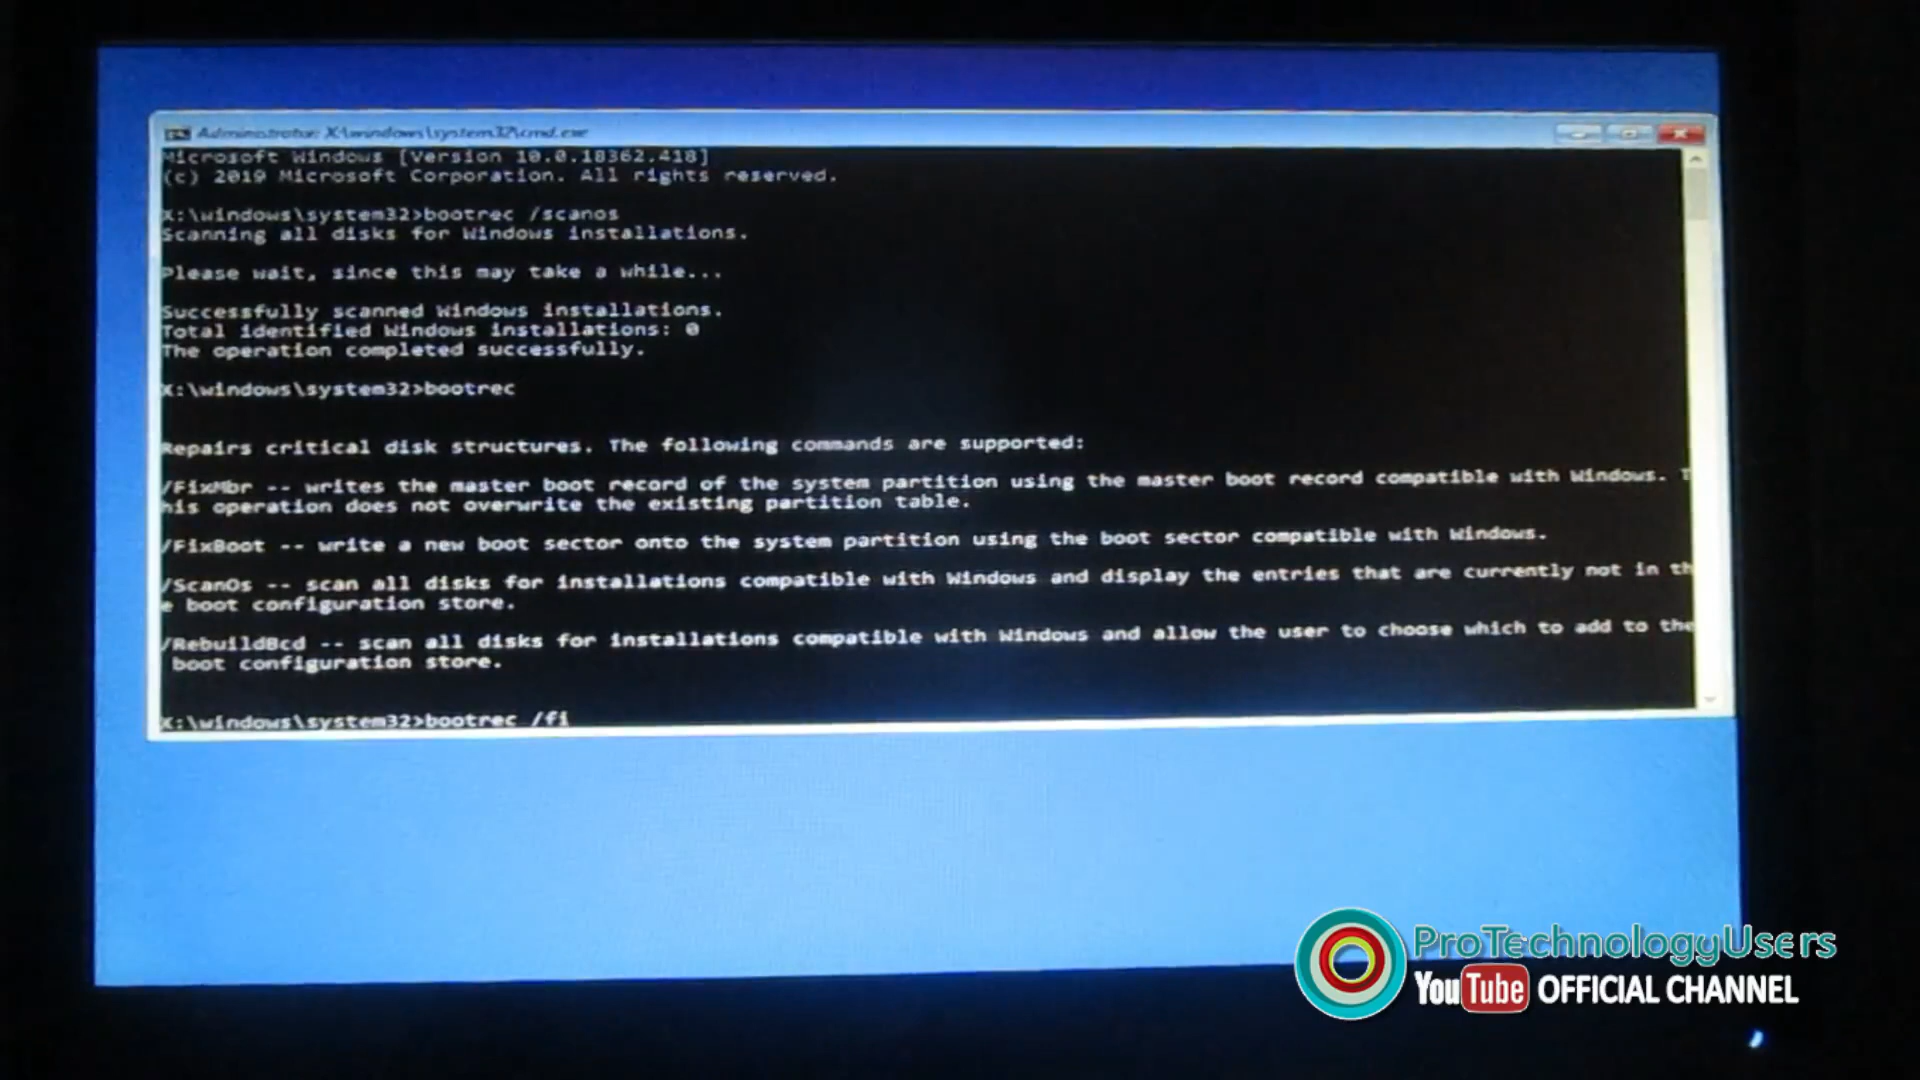 Administrator: X:\windows\system32\cmd.exe
Microsoft Windows [Version 10.0.18362.418]
(c) 2019 Microsoft Corporation. All rights reserved.
X:\windows\system32>bootrec /scanos
Scanning all disks for Windows installations.
Please wait, since this may take a while...
Successfully scanned Windows installations.
Total identified Windows installations: 0
The operation completed successfully.
X:\windows\system32>bootrec
Repairs critical disk structures. The following commands are supported:
/FixMbr -- writes the master boot record of the system partition using the master boot record compatible with Windows. T
his operation does not overwrite the existing partition table.
/FixBoot -- write a new boot sector onto the system partition using the boot sector compatible with Windows.
/ScanOs -- scan all disks for installations compatible with Windows and display the entries that are currently not in th
e boot configuration store.
/RebuildBcd -- scan all disks for installations compatible with Windows and allow the user to choose which to add to the
boot configuration store.
X:\windows\system32>bootrec /fi
ProTechnologyUsers
YouTube OFFICIAL CHANNEL